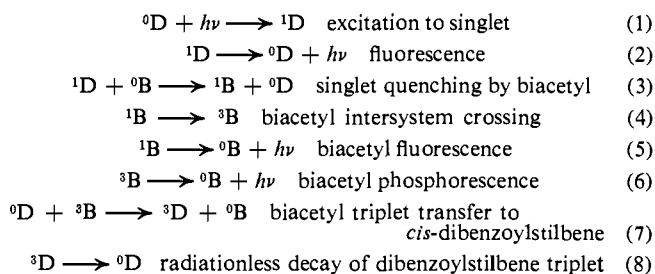 ⁰D + hν ⟶ ¹D excitation to singlet (1)
¹D ⟶ ⁰D + hν fluorescence (2)
¹D + ⁰B ⟶ ¹B + ⁰D singlet quenching by biacetyl (3)
¹B ⟶ ³B biacetyl intersystem crossing (4)
¹B ⟶ ⁰B + hν biacetyl fluorescence (5)
³B ⟶ ⁰B + hν biacetyl phosphorescence (6)
⁰D + ³B ⟶ ³D + ⁰B biacetyl triplet transfer to
cis-dibenzoylstilbene (7)
³D ⟶ ⁰D radiationless decay of dibenzoylstilbene triplet (8)